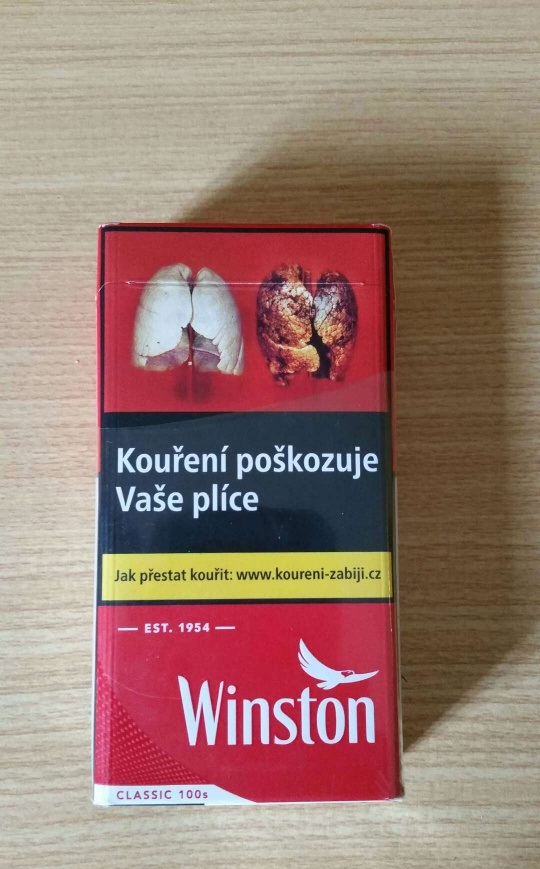 Kouření poškozuje
Vaše plíce
Jak přestat kouřit: www.koureni-zabiji.cz
EST. 1954
Winston
CLASSIC 100s